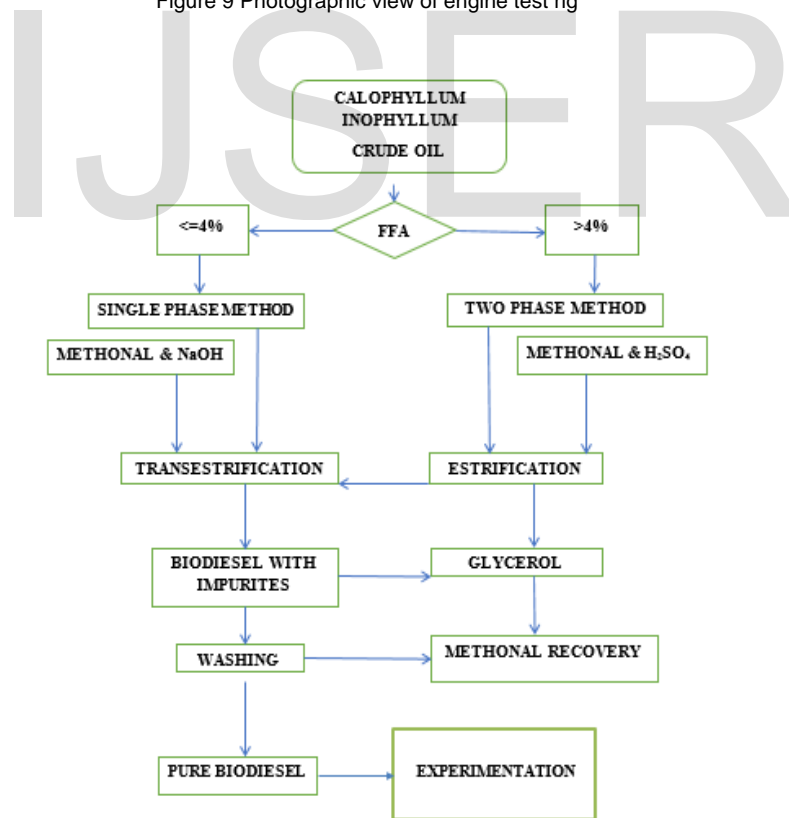 Figure 9 Photographic view of engine test rig
IJSER
CALOPHYLLUM
INOPHYLLUM
CRUDE OIL
<=4%
FFA
>4%
SINGLE PHASE METHOD
TWO PHASE METHOD
METHONAL & NaOH
METHONAL & H₂SO₄
TRANSESTRIFICATION
ESTRIFICATION
BIODIESEL WITH
IMPURITES
GLYCEROL
WASHING
METHONAL RECOVERY
PURE BIODIESEL
EXPERIMENTATION